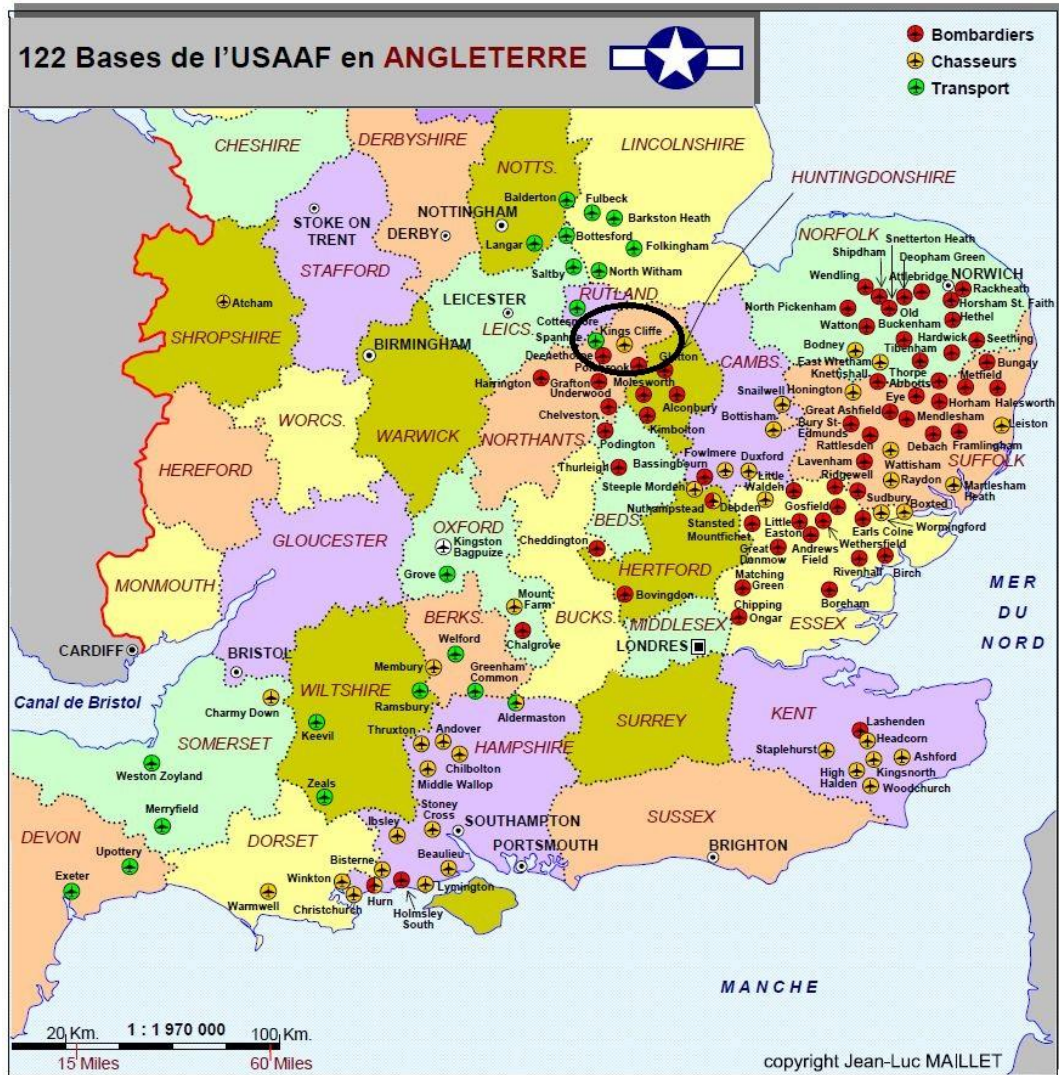 122 Bases de l'USAAF en ANGLETERRE
Bombardiers
Chasseurs
Transport
CHESHIRE
DERBYSHIRE
NOTTS.
LINCOLNSHIRE
HUNTINGDONSHIRE
STOKE ON
TRENT
NOTTINGHAM
DERBY
Balderton
Fulbeck
Barkston Heath
Langar
Bottesford
Folkingham
Saltby
North Witham
STAFFORD
Atcham
SHROPSHIRE
LEICESTER
LEICS.
RUTLAND
Cottesmore
Spanhoe
Kings Cliffe
Deenethorpe
Polebrook
Glatton
BIRMINGHAM
Harrington
Grafton
Underwood
Molesworth
Alconbury
Chelveston
Kimbolton
Podington
Thurleigh
CAMBS.
Snailwell
Bottisham
NORFOLK
Snetterton Heath
Shipdham
Deopham Green
Wendling
Attlebridge
NORWICH
Rackheath
North Pickenham
Old
Buckenham
Horsham St. Faith
Hethel
Watton
Hardwick
Seething
Bodney
Tibenham
East Wretham
Bungay
Knettishall
Thorpe
Abbotts
Metfield
Honington
Eye
Horham
Halesworth
Great Ashfield
Mendlesham
Leiston
Bury St-
Edmunds
Rattlesden
Debach
Framlingham
SUFFOLK
Lavenham
Wattisham
Ridgewell
Raydon
Martlesham
Heath
Sudbury
Boxted
WORCS.
WARWICK
NORTHANTS.
HEREFORD
Fowlmere
Duxford
Bassingbourn
Little
Walden
Steeple Morden
Nuthampstead
Debden
Gosfield
Stansted
Mountfichet
Little
Easton
Earls Colne
Wormingford
Wethersfield
Great
Dunmow
Andrews
Field
Rivenhall
Birch
Matching
Green
Boreham
Chipping
Ongar
ESSEX
BEDS.
Cheddington
HERTFORD
Bovingdon
MIDDLESEX
LONDRES
OXFORD
Kingston
Bagpuize
Grove
Mount
Farm
Chalgrove
BUCKS.
GLOUCESTER
MONMOUTH
CARDIFF
BRISTOL
Canal de Bristol
BERKS.
Welford
Membury
Greenham
Common
Ramsbury
Aldermaston
WILTSHIRE
Charmy Down
Keevil
SOMERSET
Thruxton
Andover
HAMPSHIRE
Chilbolton
Middle Wallop
SURREY
KENT
Lashenden
Headcorn
Staplehurst
Ashford
High
Halden
Kingsnorth
Woodchurch
MER
DU
NORD
Weston Zoyland
Zeals
Merryfield
DEVON
Upottery
Exeter
DORSET
Ibsley
Stoney
Cross
SOUTHAMPTON
PORTSMOUTH
SUSSEX
BRIGHTON
Bisterne
Beaulieu
Winkton
Lymington
Warmwell
Christchurch
Hurn
Holmsley
South
MANCHE
20 Km.
1 : 1 970 000
100 Km.
15 Miles
60 Miles
copyright Jean-Luc MAILLET